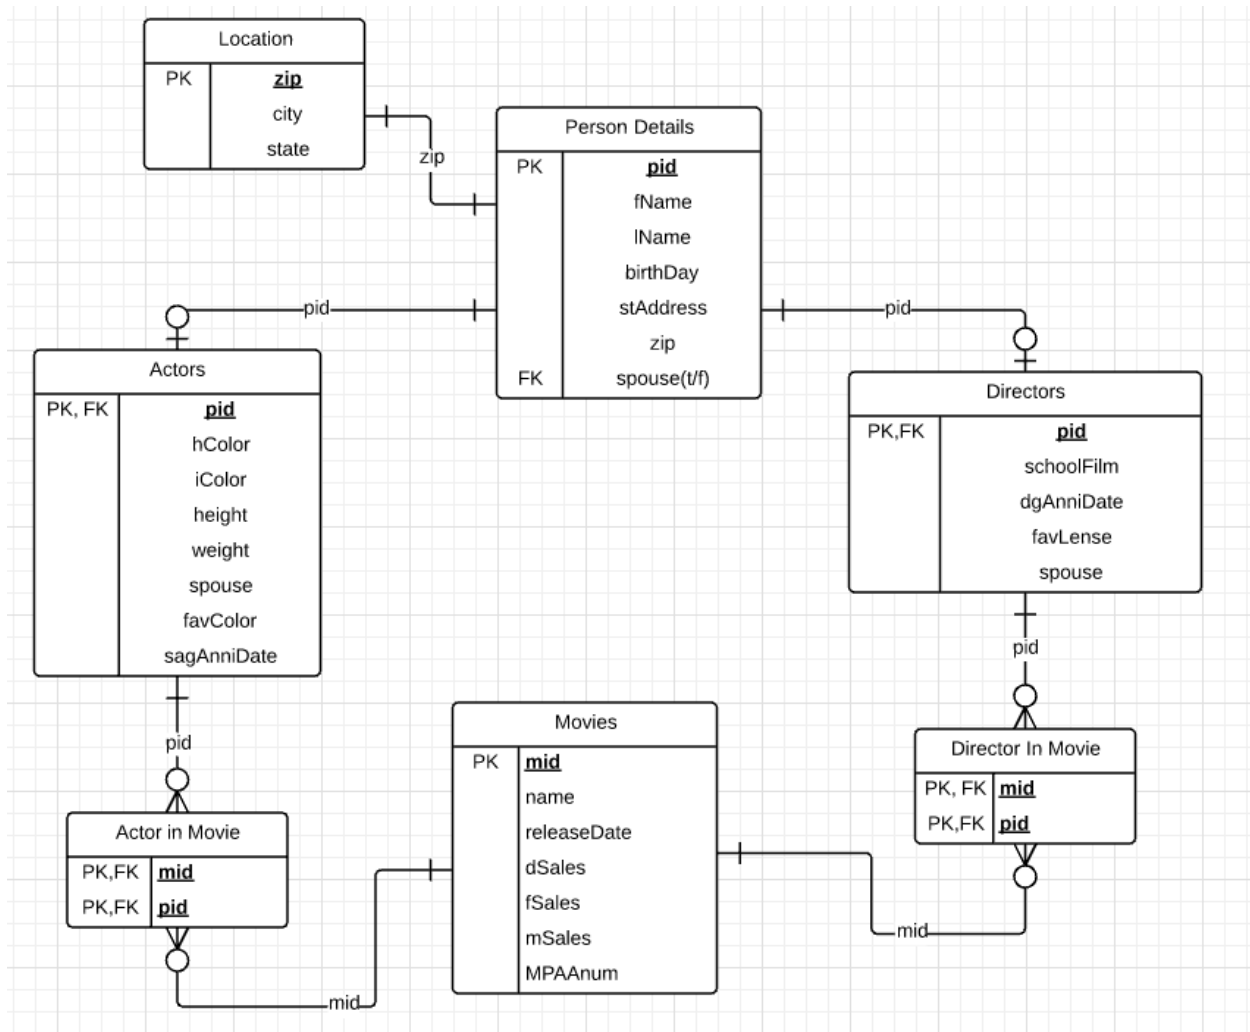 Location
PK zip
city
state
zip
Person Details
PK pid
fName
lName
birthDay
stAddress
zip
FK spouse(t/f)
pid
pid
Actors
PK, FK pid
hColor
iColor
height
weight
spouse
favColor
sagAnniDate
Directors
PK,FK pid
schoolFilm
dgAnniDate
favLense
spouse
pid
pid
Movies
PK mid
name
releaseDate
dSales
fSales
mSales
MPAAnum
Director In Movie
PK, FK mid
PK,FK pid
Actor in Movie
PK,FK mid
PK,FK pid
mid
mid